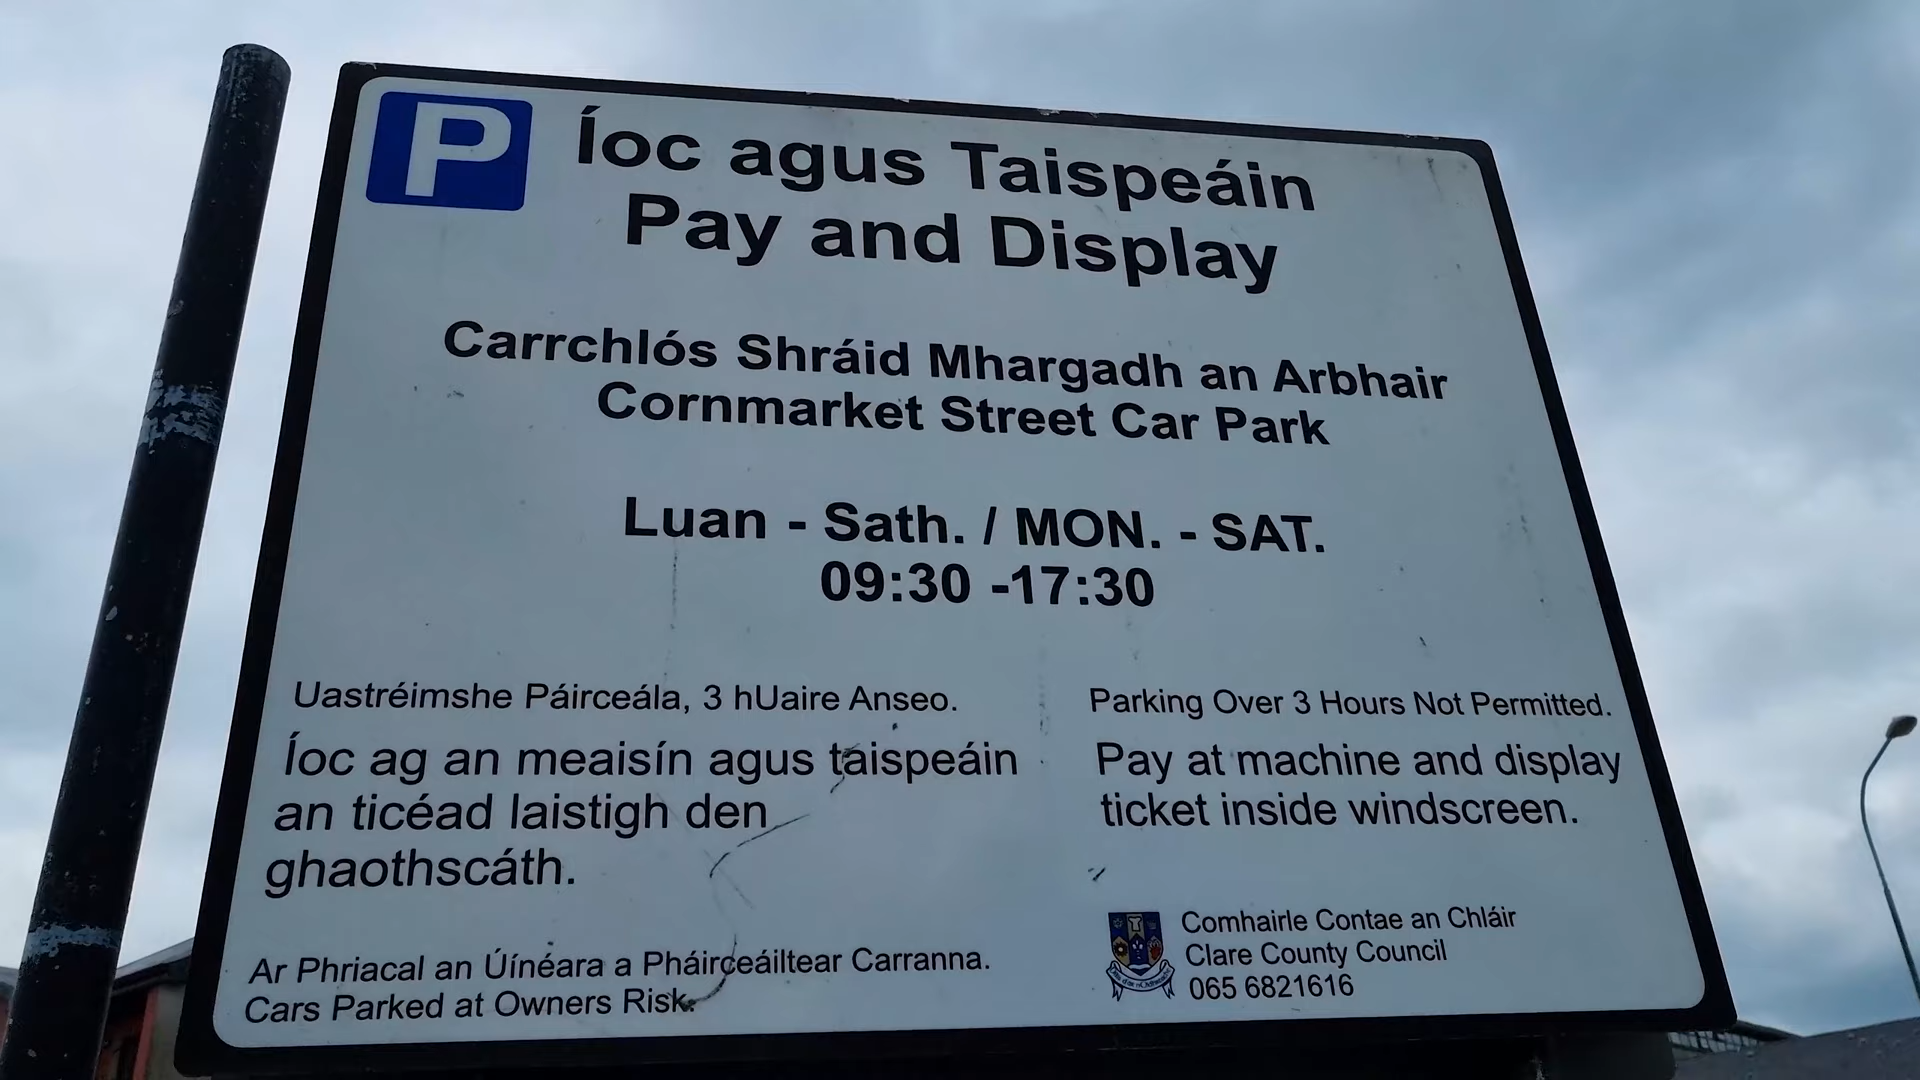 P
Íoc agus Taispeáin
Pay and Display
Carrchlós Shráid Mhargadh an Arbhair
Cornmarket Street Car Park
Luan - Sath. / MON. - SAT.
09:30 -17:30
Uastréimshe Páirceála, 3 hUaire Anseo.
Íoc ag an meaisín agus taispeáin
an ticéad laistigh den
ghaothscáth.
Ar Phriacal an Úínéara a Pháirceáiltear Carranna.
Cars Parked at Owners Risk.
Parking Over 3 Hours Not Permitted.
Pay at machine and display
ticket inside windscreen.
Comhairle Contae an Chláir
Clare County Council
065 6821616